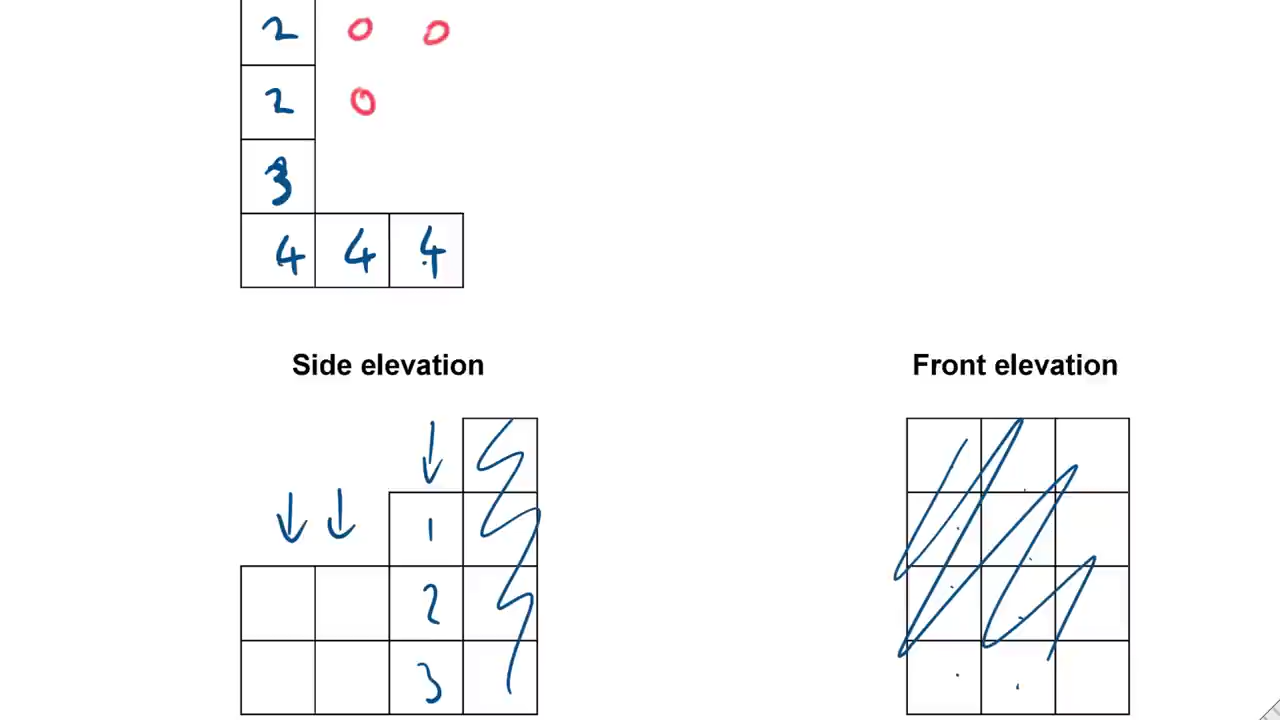 2 0 0
2 0
3
4 4 4
Side elevation
Front elevation
1
2
3